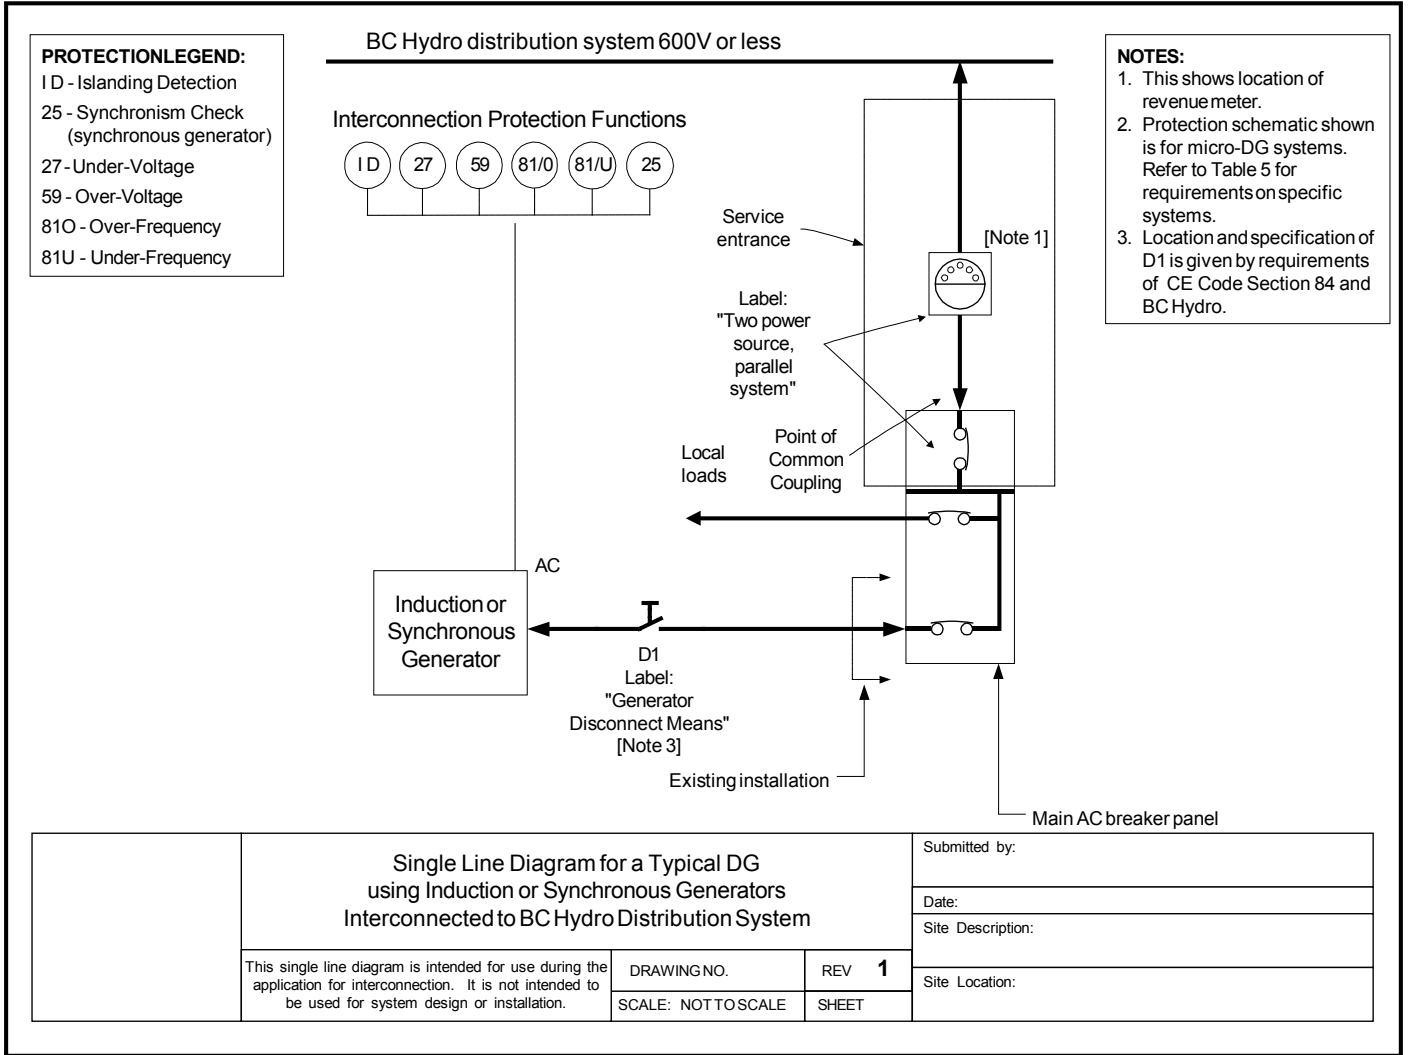 BC Hydro distribution system 600V or less
PROTECTION LEGEND:
I D - Islanding Detection
25 - Synchronism Check
(synchronous generator)
27 - Under-Voltage
59 - Over-Voltage
81O - Over-Frequency
81U - Under-Frequency
Interconnection Protection Functions
I D
27
59
81/0
81/U
25
NOTES:
1. This shows location of
revenue meter.
2. Protection schematic shown
is for micro-DG systems.
Refer to Table 5 for
requirements on specific
systems.
3. Location and specification of
D1 is given by requirements
of CE Code Section 84 and
BC Hydro.
Service
entrance
[Note 1]
Label:
"Two power
source,
parallel
system"
Point of
Common
Coupling
Local
loads
AC
Induction or
Synchronous
Generator
D1
Label:
"Generator
Disconnect Means"
[Note 3]
Existing installation
Main AC breaker panel
Single Line Diagram for a Typical DG
using Induction or Synchronous Generators
Interconnected to BC Hydro Distribution System
This single line diagram is intended for use during the
application for interconnection. It is not intended to
be used for system design or installation.
DRAWING NO.
REV 1
SCALE: NOT TO SCALE
SHEET
Submitted by:
Date:
Site Description:
Site Location: